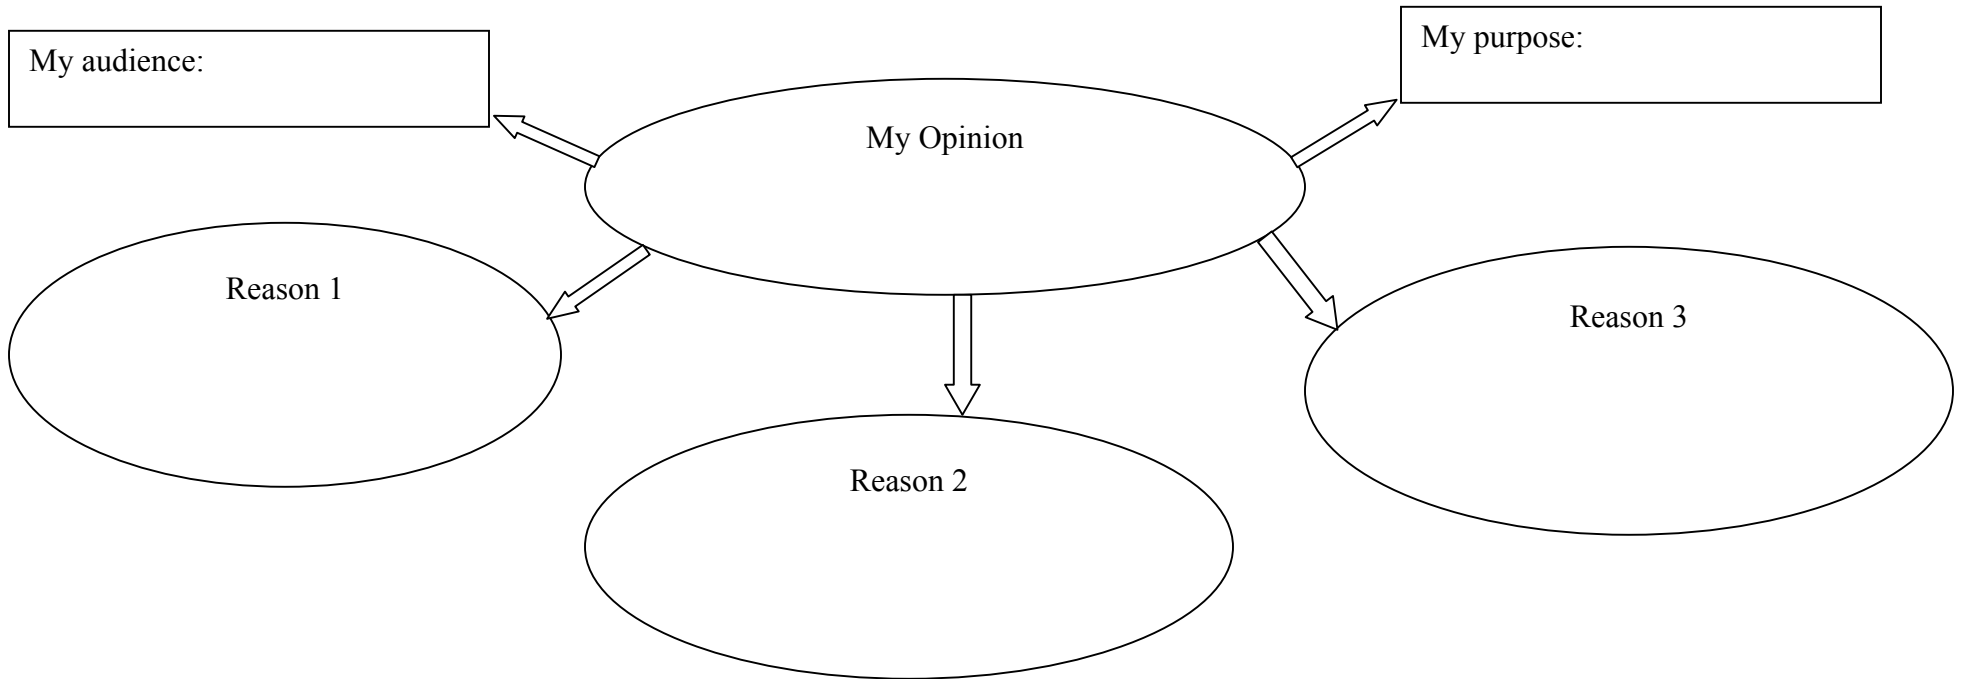 My audience:
My purpose:
My Opinion
Reason 1
Reason 2
Reason 3